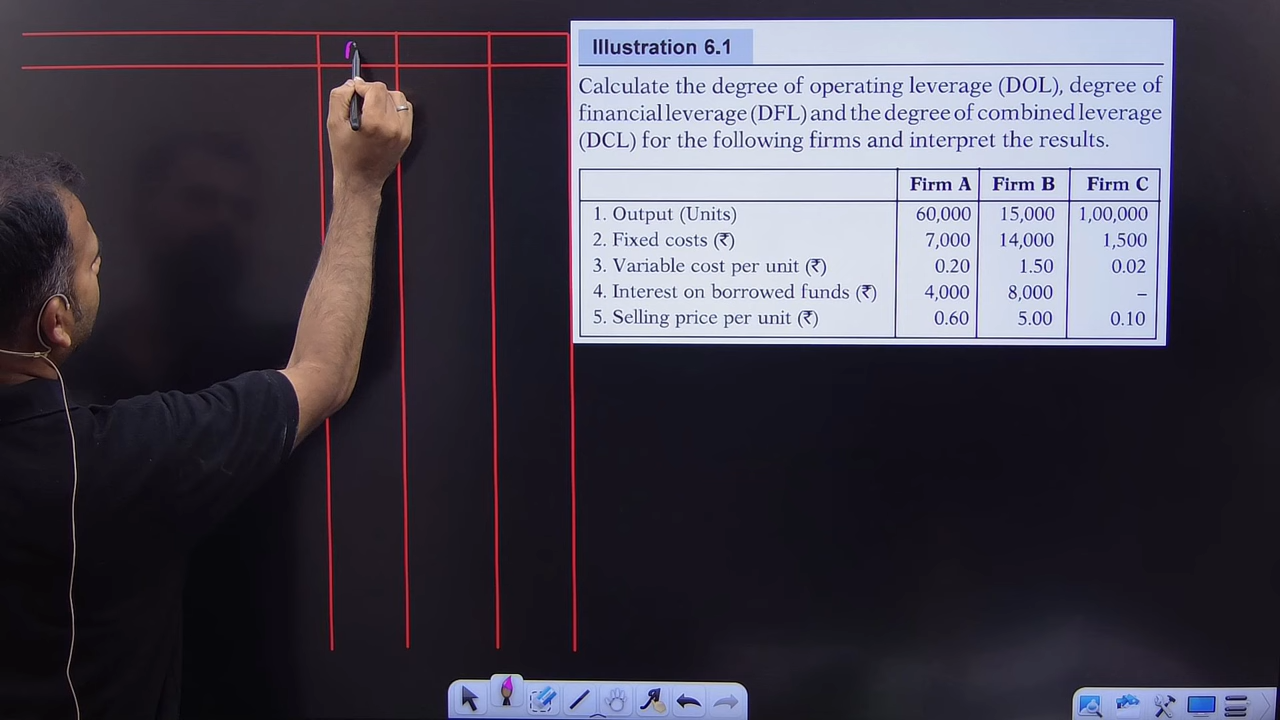 Illustration 6.1
Calculate the degree of operating leverage (DOL), degree of
financial leverage (DFL) and the degree of combined leverage
(DCL) for the following firms and interpret the results.
Firm A Firm B Firm C
1. Output (Units) 60,000 15,000 1,00,000
2. Fixed costs (₹) 7,000 14,000 1,500
3. Variable cost per unit (₹) 0.20 1.50 0.02
4. Interest on borrowed funds (₹) 4,000 8,000 –
5. Selling price per unit (₹) 0.60 5.00 0.10